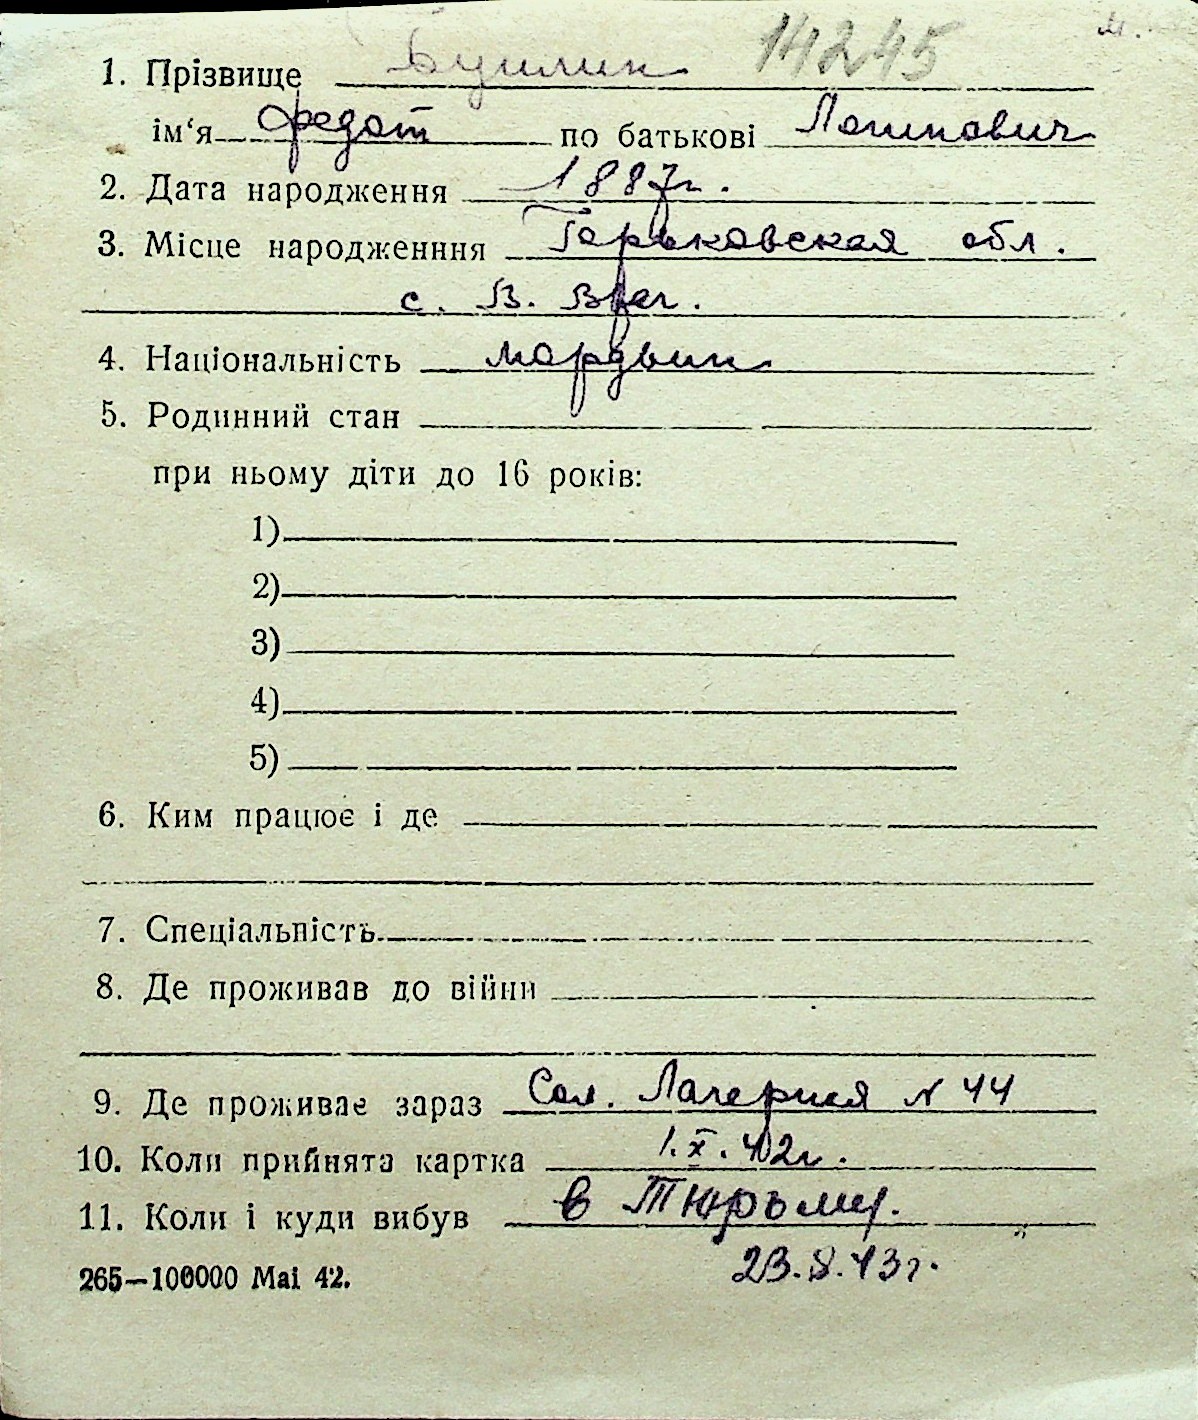 14245 м.
1. Прізвище Буилин
ім‘я Федот по батькові Логинович
2. Дата народження 1887г.
3. Місце народженння Горьковская обл.
с. В. Враг.
4. Національність мордвин
5. Родинний стан
при ньому діти до 16 років:
1)
2)
3)
4)
5)
6. Ким працює і де
7. Спеціальність
8. Де проживав до війни
9. Де проживає зараз Сол. Лагерная N 44
10. Коли прийнята картка 1.X.42г.
11. Коли і куди вибув в Тюрьму.
265—100000 Mai 42. 23.8.43г.